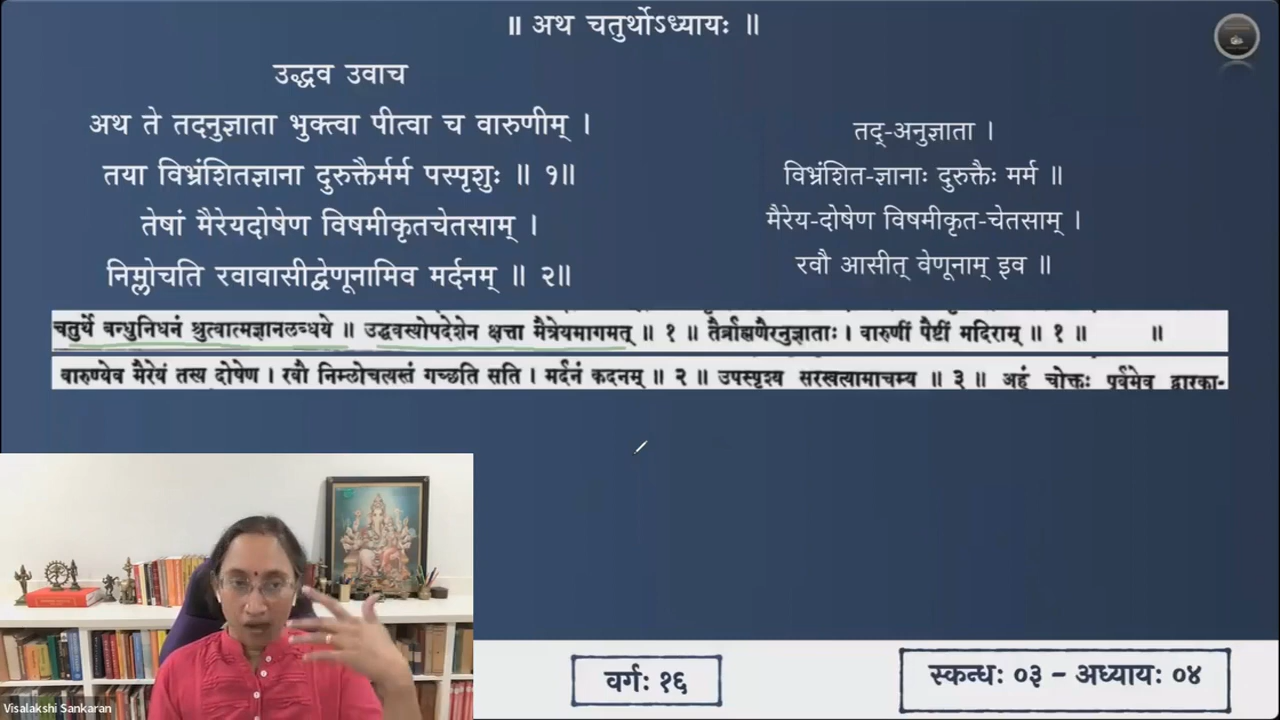 ॥ अथ चतुर्थोऽध्यायः ॥
उद्धव उवाच
अथ ते तदनुज्ञाता भुक्त्वा पीत्वा च वारुणीम् ।
तया विभ्रंशितज्ञाना दुरुक्तैर्मर्म पस्पृशुः ॥ १॥
तेषां मैरेयदोषेण विषमीकृतचेतसाम् ।
निम्लोचति रवावासीद्वेणूनामिव मर्दनम् ॥ २॥
तद्-अनुज्ञाता ।
विभ्रंशित-ज्ञानाः दुरुक्तैः मर्म ॥
मैरेय-दोषेण विषमीकृत-चेतसाम् ।
रवौ आसीत् वेणूनाम् इव ॥
चतुर्थे बन्धुनिधनं श्रुत्वात्मज्ञानलब्धये ॥ उद्धवस्योपदेशेन क्षत्ता मैत्रेयमागमत् ॥ १ ॥ तैर्ब्राह्मणैरनुज्ञाताः । वारुणीं पैष्टीं मदिराम् ॥ १ ॥ ॥
वारुण्येव मैरेयं तस्य दोषेण । रवौ निम्लोचत्यस्तं गच्छति सति । मर्दनं कदनम् ॥ २ ॥ उपस्पृश्य सरस्वत्यामाचम्य ॥ ३ ॥ अहं चोक्तः पूर्वमेव द्वारका-
Visalakshi Sankaran
वर्गः १६
स्कन्धः ०३ – अध्यायः ०४